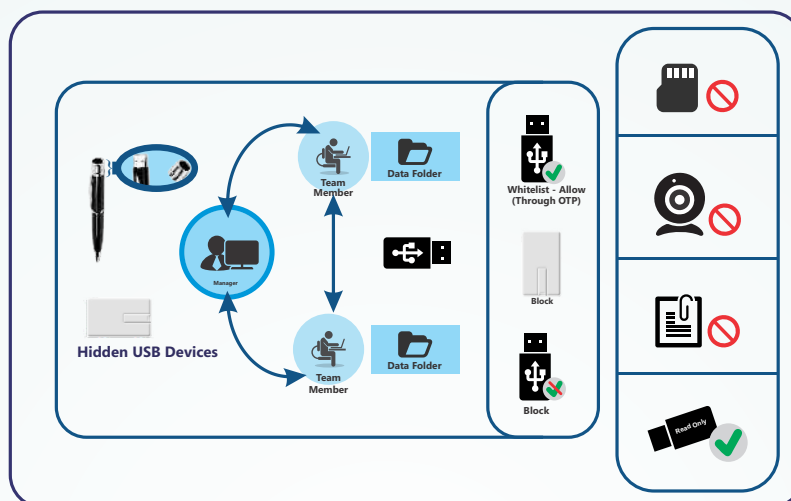 Team
Member
Data Folder
Manager
Hidden USB Devices
Team
Member
Data Folder
Whitelist - Allow
(Through OTP)
Block
Block
Read Only